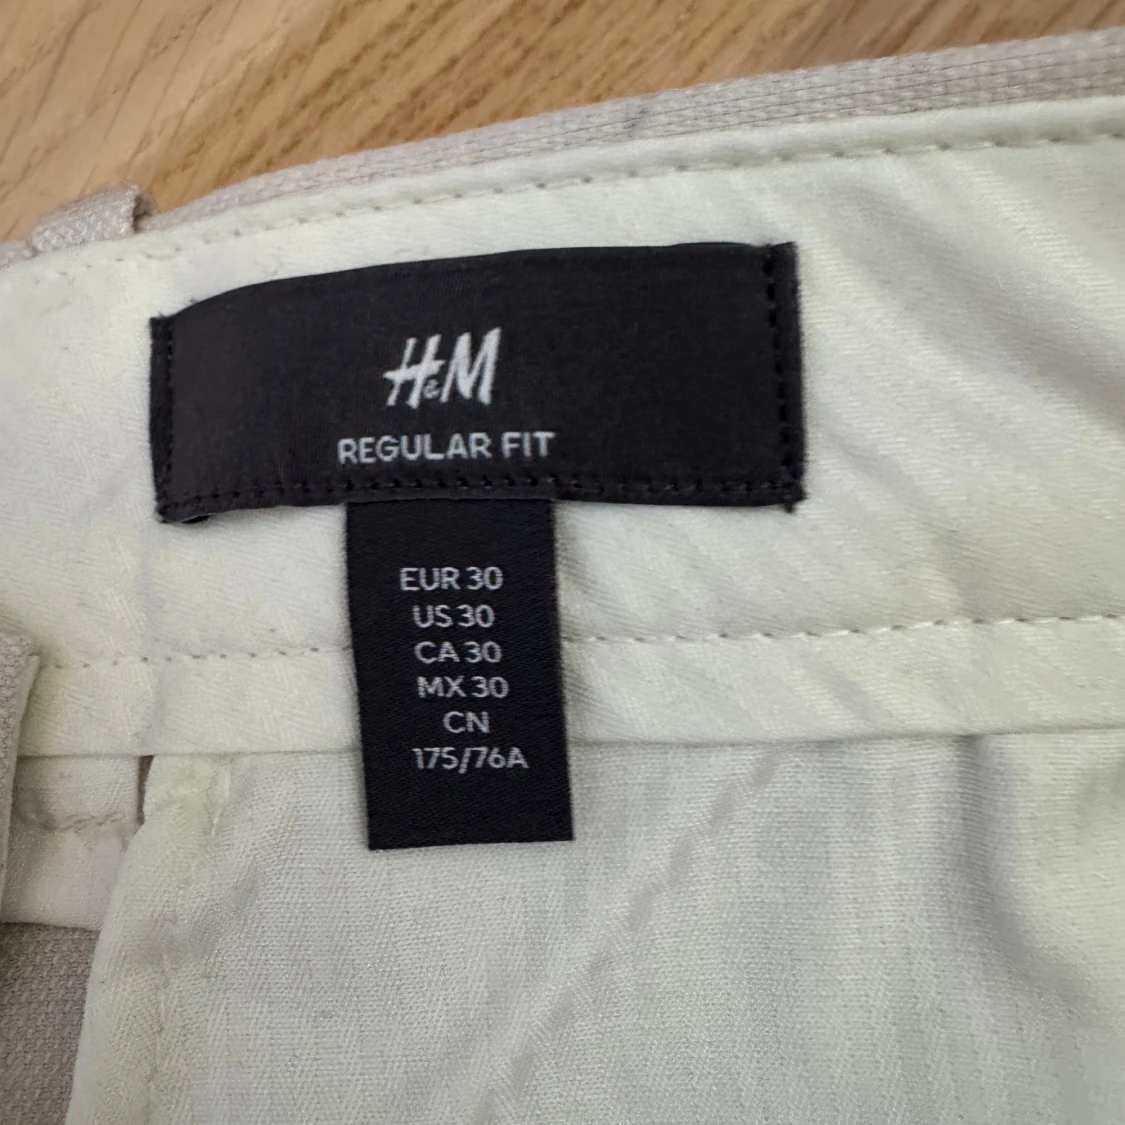 H&M
REGULAR FIT
EUR 30
US 30
CA 30
MX 30
CN
175/76A